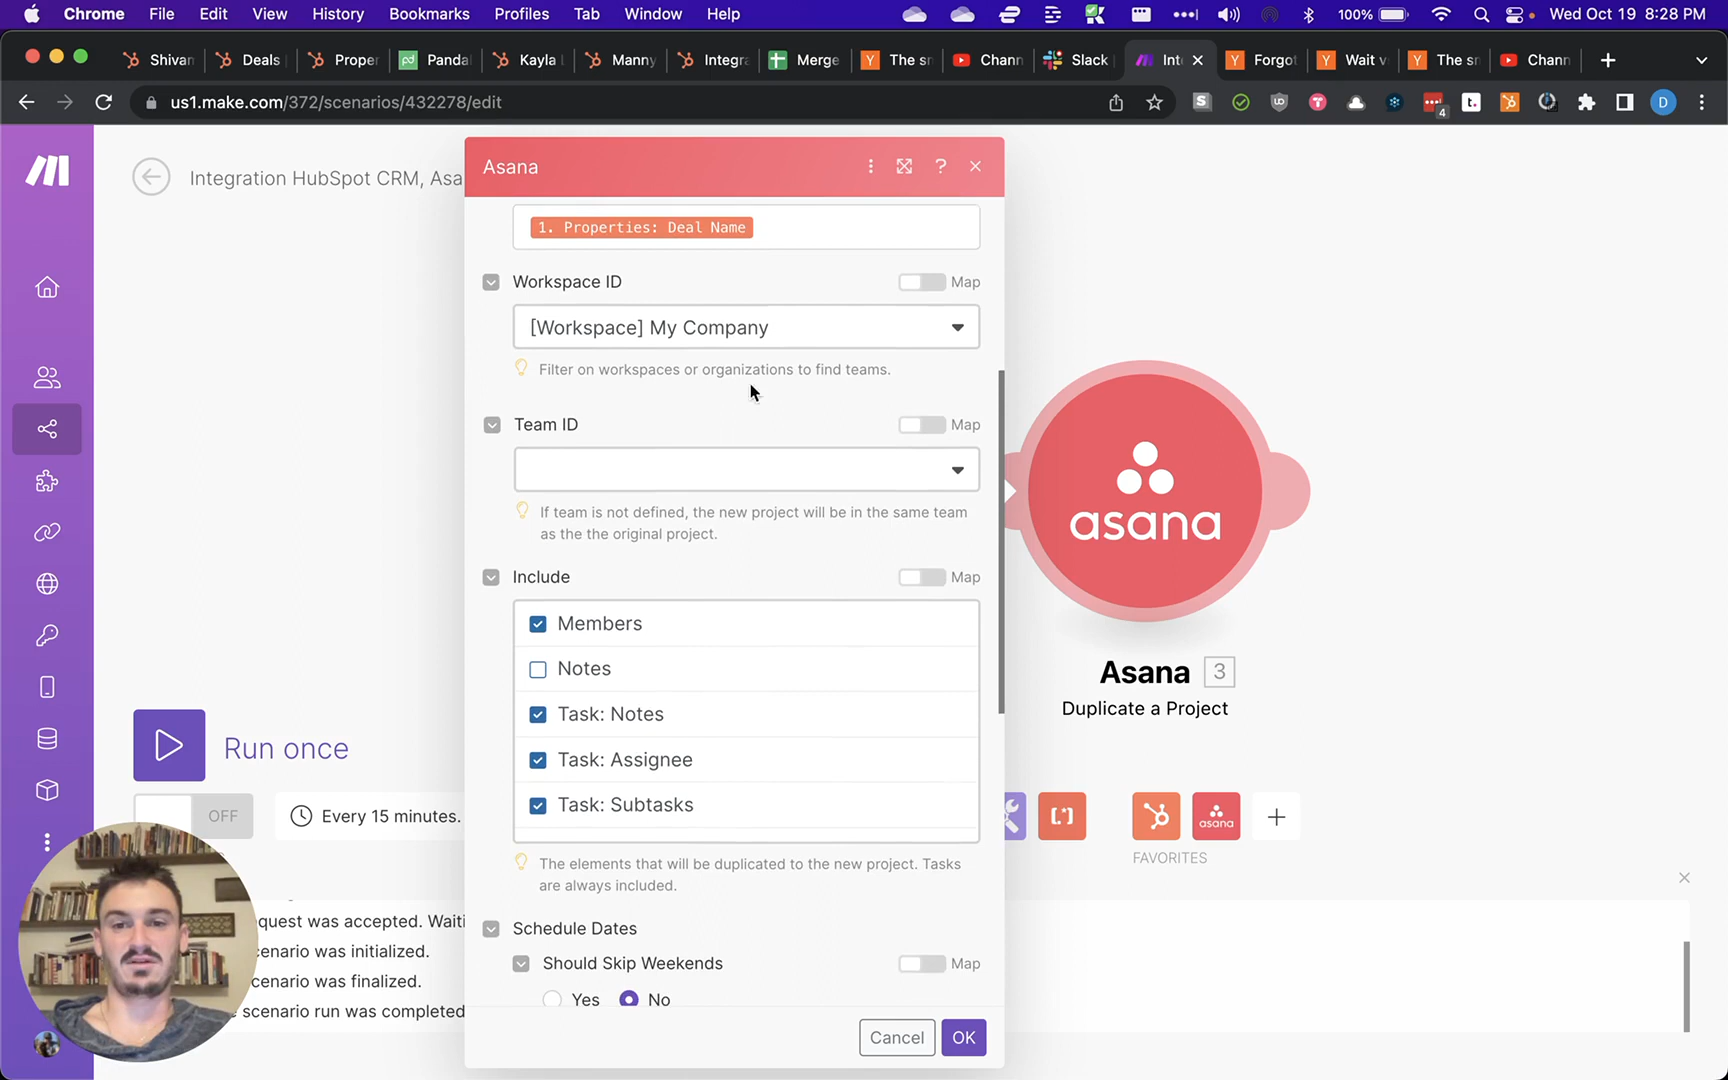 Chrome File Edit View History Bookmarks Profiles Tab Window Help 100% Wed Oct 19 8:28 PM
Shivan Deals Proper Panda Kayla Manny Integra Merge The sn Chann Slack Inte Forgot Wait v The sn Chann
us1.make.com/372/scenarios/432278/edit 4 t. D
Integration HubSpot CRM, Asa
Asana
1. Properties: Deal Name
Workspace ID Map
[Workspace] My Company
Filter on workspaces or organizations to find teams.
Team ID Map
If team is not defined, the new project will be in the same team
as the the original project.
Include Map
Members
Notes
Task: Notes
Task: Assignee
Task: Subtasks
The elements that will be duplicated to the new project. Tasks
are always included.
Schedule Dates
Should Skip Weekends Map
Yes No
Cancel OK
asana
Asana 3
Duplicate a Project
Run once
OFF Every 15 minutes.
asana
FAVORITES
quest was accepted. Waiti
cenario was initialized.
cenario was finalized.
scenario run was completed